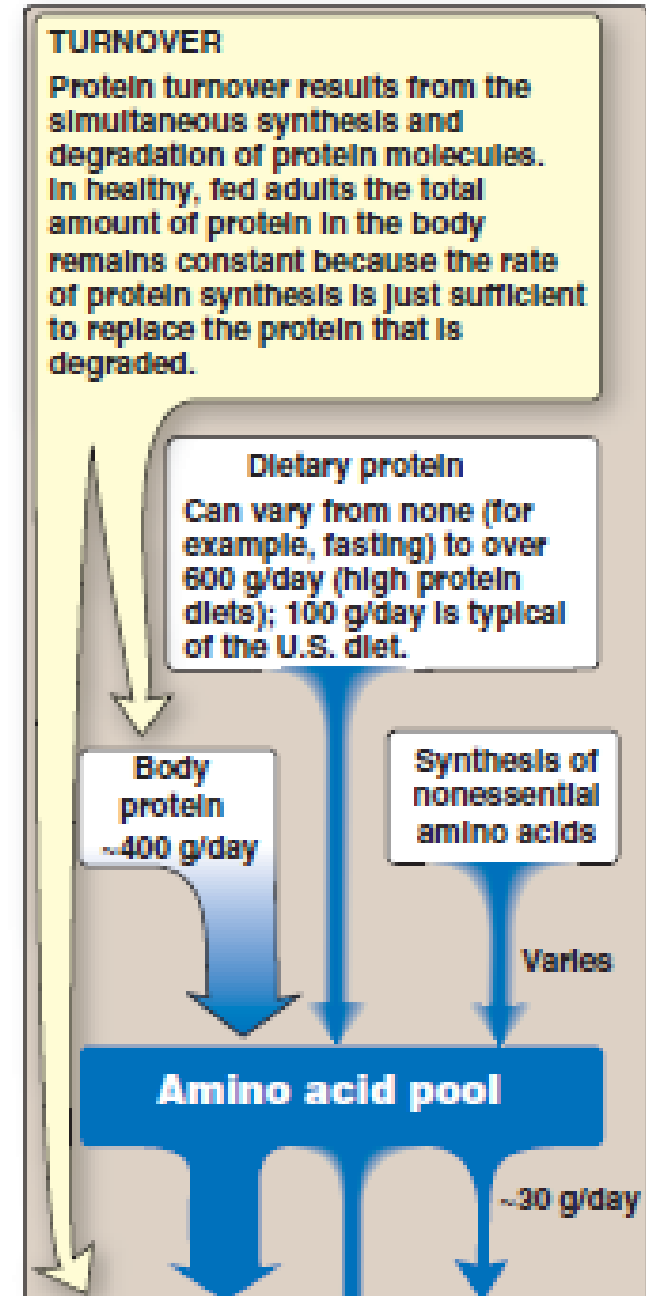 TURNOVER
Protein turnover results from the
simultaneous synthesis and
degradation of protein molecules.
In healthy, fed adults the total
amount of protein in the body
remains constant because the rate
of protein synthesis is just sufficient
to replace the protein that is
degraded.
Dietary protein
Can vary from none (for
example, fasting) to over
600 g/day (high protein
diets); 100 g/day is typical
of the U.S. diet.
Body
protein
~400 g/day
Synthesis of
nonessential
amino acids
Varies
Amino acid pool
~30 g/day